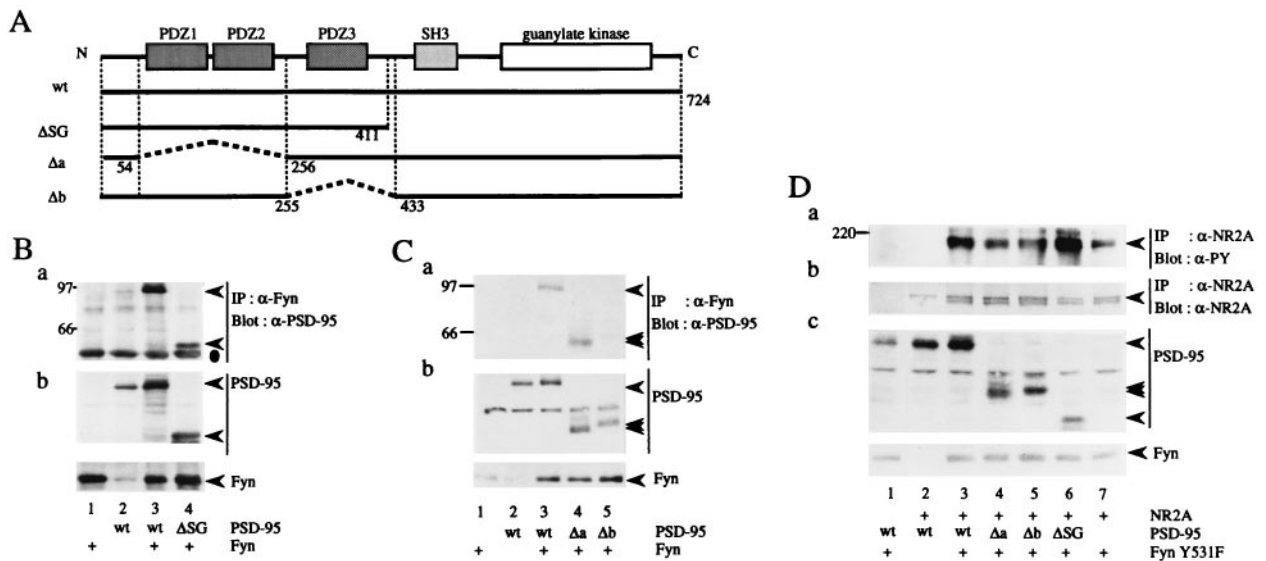 A
PDZ1 PDZ2 PDZ3 SH3 guanylate kinase
N C
wt
724
ΔSG
411
Δa
54 256
Δb
255 433
B
a
97
66
IP : α-Fyn
Blot : α-PSD-95
b
PSD-95
Fyn
1 2 3 4
wt wt ΔSG PSD-95
+ + + Fyn
C
a
97
66
IP : α-Fyn
Blot : α-PSD-95
b
PSD-95
Fyn
1 2 3 4 5
wt wt Δa Δb PSD-95
+ + + + Fyn
D
a
220
IP : α-NR2A
Blot : α-PY
b
IP : α-NR2A
Blot : α-NR2A
c
PSD-95
Fyn
1 2 3 4 5 6 7
+ + + + + + NR2A
wt wt wt Δa Δb ΔSG PSD-95
+ + + + + + Fyn Y531F